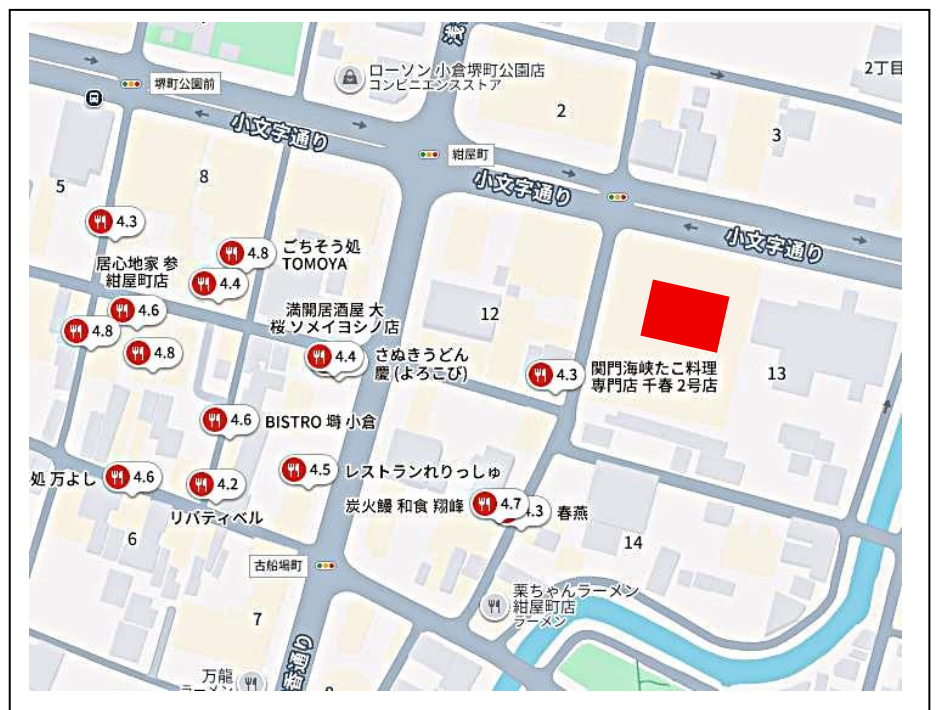 浅
ローソン 小倉堺町公園店
コンビニエンスストア
2丁目
堺町公園前
2
3
小文字通り
紺屋町
8
5
小文字通り
4.3
小文字通り
4.8
ごちそう処
TOMOYA
居心地家 参
紺屋町店
4.4
4.6
満開居酒屋 大
桜 ソメイヨシノ店
12
4.8
4.8
4.4
さぬきうどん
慶 (よろこび)
4.3
関門海峡たこ料理
専門店 千春 2号店
13
4.6
BISTRO 塒 小倉
処 万よし
4.6
4.2
4.5
レストランれりっしゅ
リバティベル
炭火鰻 和食 翔峰
4.7
4.3
春燕
6
14
古船場町
栗ちゃんラーメン
紺屋町店
ラーメン
7
香通り
万龍
ラーメン